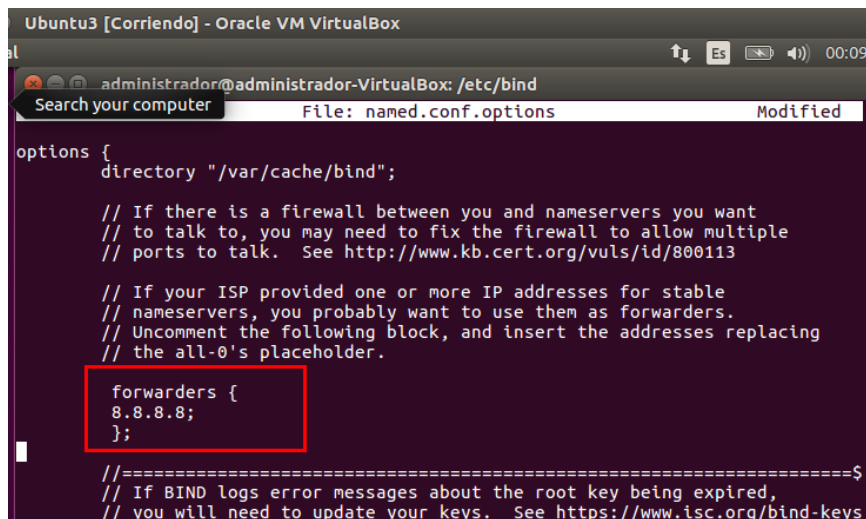 Ubuntu3 [Corriendo] - Oracle VM VirtualBox
al
Es
00:09
administrador@administrador-VirtualBox: /etc/bind
Search your computer
File: named.conf.options Modified
options {
directory "/var/cache/bind";
// If there is a firewall between you and nameservers you want
// to talk to, you may need to fix the firewall to allow multiple
// ports to talk. See http://www.kb.cert.org/vuls/id/800113
// If your ISP provided one or more IP addresses for stable
// nameservers, you probably want to use them as forwarders.
// Uncomment the following block, and insert the addresses replacing
// the all-0's placeholder.
forwarders {
8.8.8.8;
};
//========================================================================$
// If BIND logs error messages about the root key being expired,
// you will need to update your keys. See https://www.isc.org/bind-keys